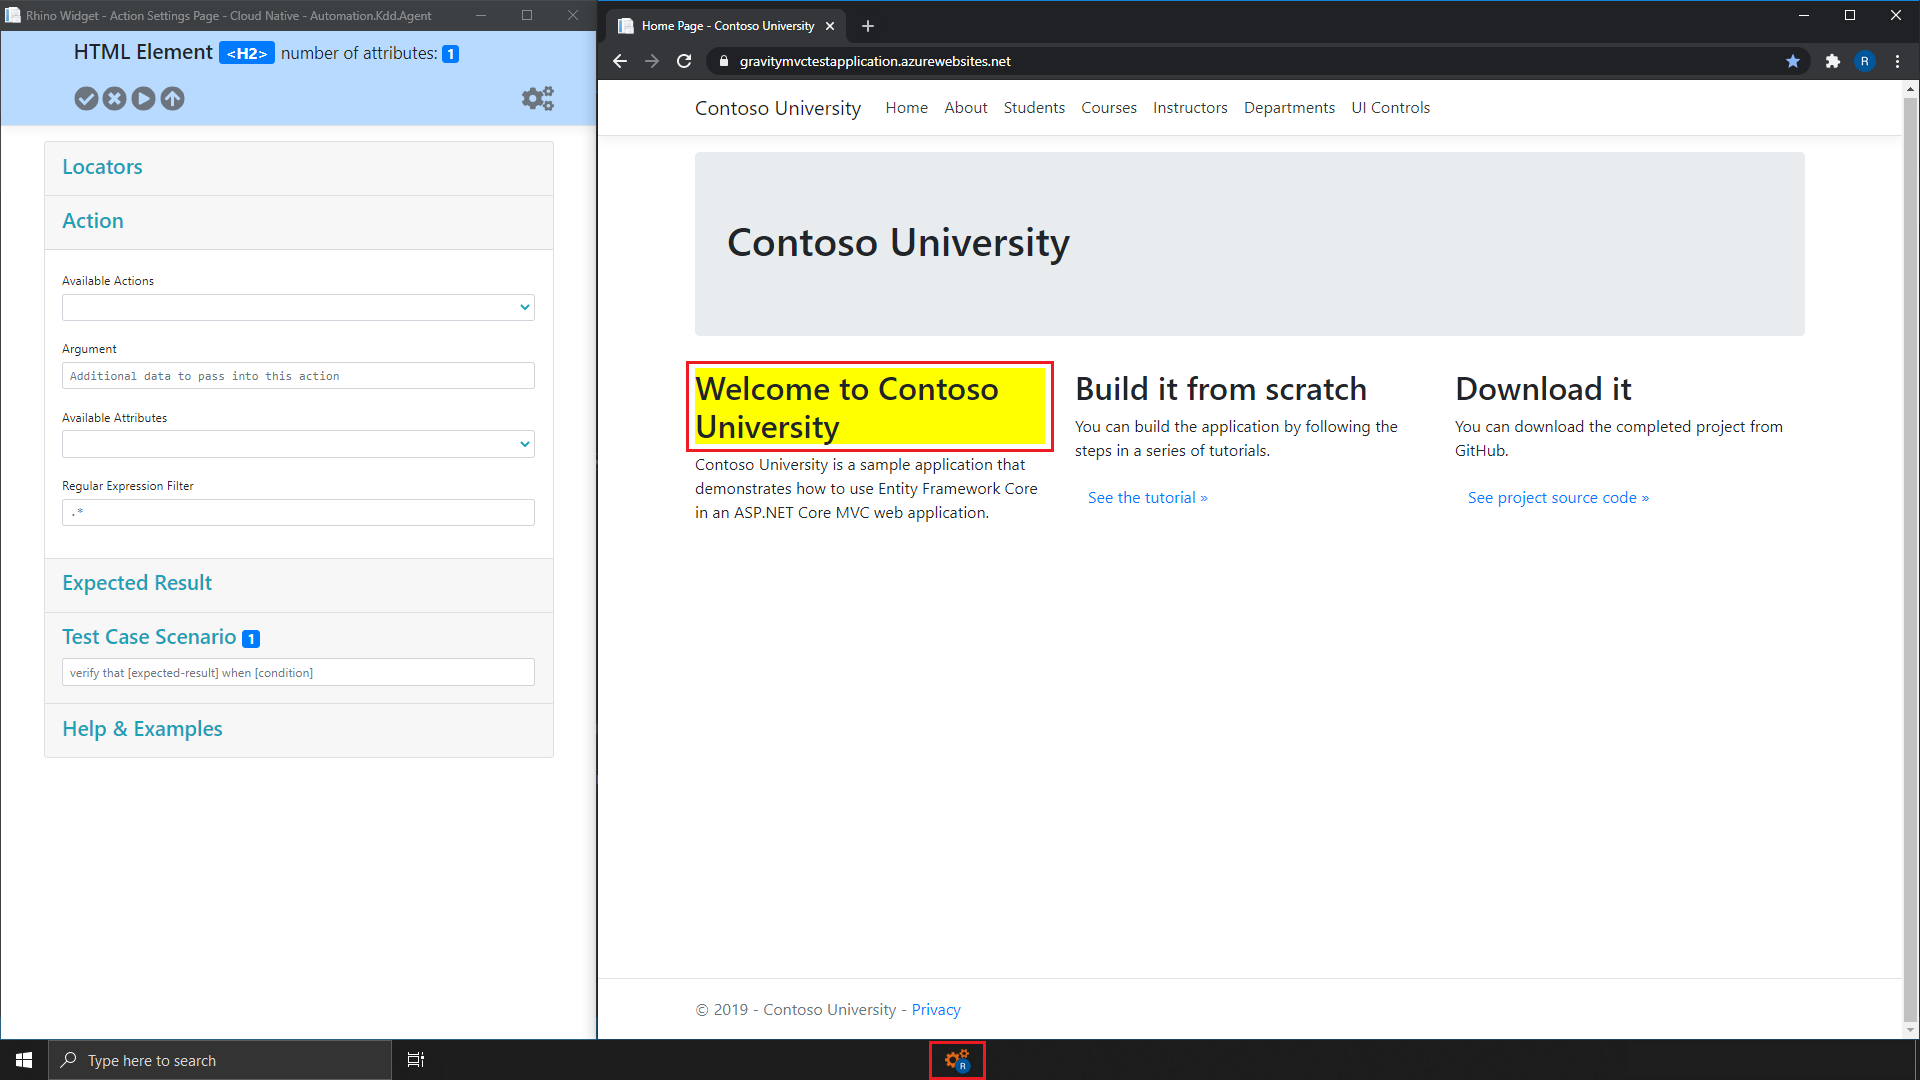 Rhino Widget - Action Settings Page - Cloud Native - Automation.Kdd.Agent
HTML Element <H2> number of attributes: 1
Locators
Action
Available Actions
Argument
Additional data to pass into this action
Available Attributes
Regular Expression Filter
.*
Expected Result
Test Case Scenario 1
verify that [expected-result] when [condition]
Help & Examples
Home Page - Contoso University
gravitymvctestapplication.azurewebsites.net
R
Contoso University Home About Students Courses Instructors Departments UI Controls
Contoso University
Welcome to Contoso
University
Contoso University is a sample application that
demonstrates how to use Entity Framework Core
in an ASP.NET Core MVC web application.
Build it from scratch
You can build the application by following the
steps in a series of tutorials.
See the tutorial »
Download it
You can download the completed project from
GitHub.
See project source code »
© 2019 - Contoso University - Privacy
Type here to search
R